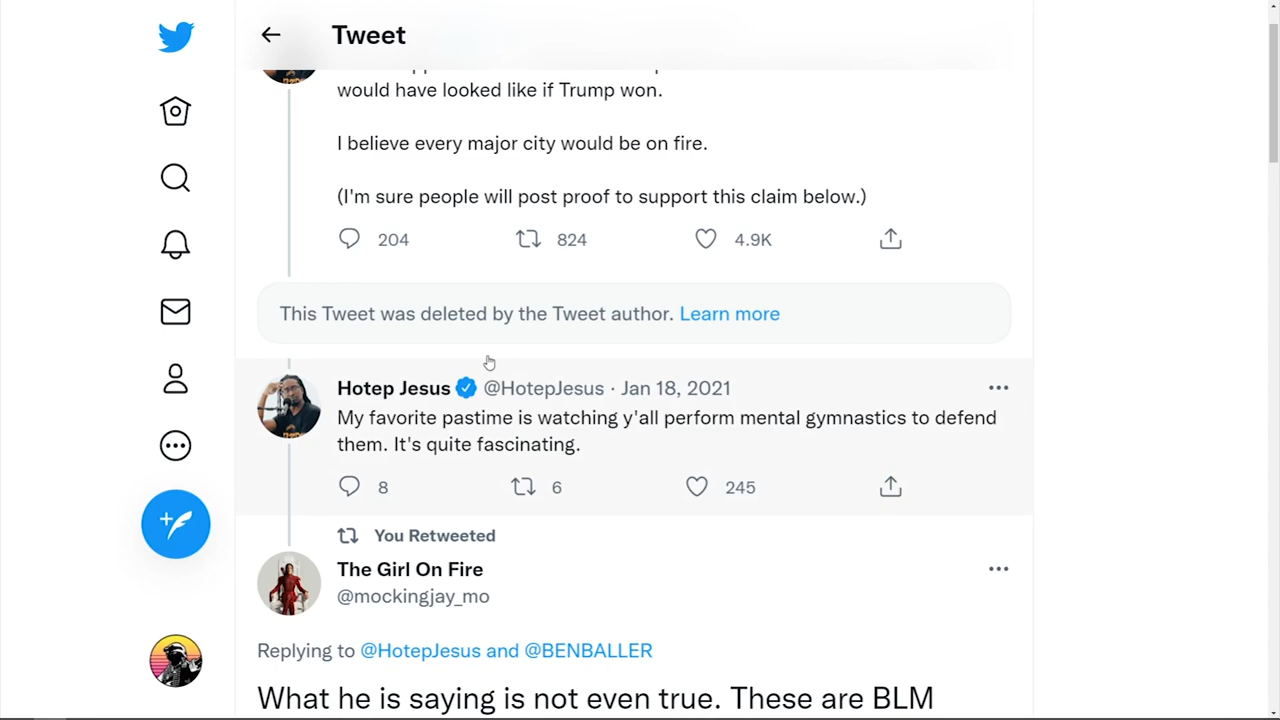 Tweet
would have looked like if Trump won.
I believe every major city would be on fire.
(I'm sure people will post proof to support this claim below.)
204 824 4.9K
This Tweet was deleted by the Tweet author. Learn more
Hotep Jesus @HotepJesus · Jan 18, 2021
My favorite pastime is watching y'all perform mental gymnastics to defend
them. It's quite fascinating.
8 6 245
You Retweeted
The Girl On Fire
@mockingjay_mo
Replying to @HotepJesus and @BENBALLER
What he is saying is not even true. These are BLM